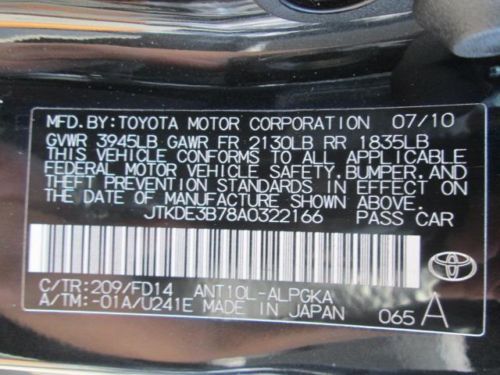 MFD. BY: TOYOTA MOTOR CORPORATION 07/10
GVWR 3945LB GAWR FR 2130LB RR 1835LB
THIS VEHICLE CONFORMS TO ALL APPLICABLE
FEDERAL MOTOR VEHICLE SAFETY, BUMPER, AND
THEFT PREVENTION STANDARDS IN EFFECT ON
THE DATE OF MANUFACTURE SHOWN ABOVE.
JTKDE3B78A0322166 PASS CAR
C/TR: 209/FD14 ANT10L-ALPGKA
A/TM: -01A/U241E MADE IN JAPAN 065 A